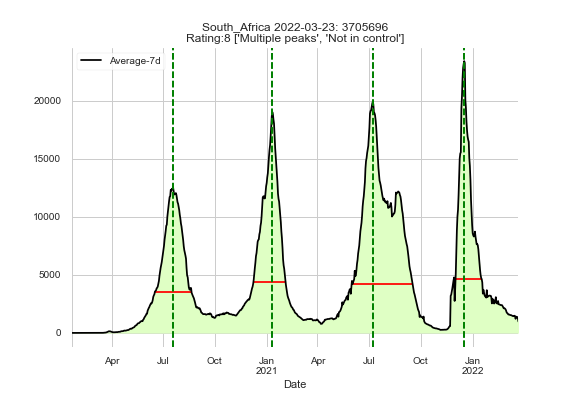 South_Africa 2022-03-23: 3705696
Rating:8 ['Multiple peaks', 'Not in control']
Average-7d
20000
15000
10000
5000
0
Apr
Jul
Oct
Jan
2021
Apr
Jul
Oct
Jan
2022
Date